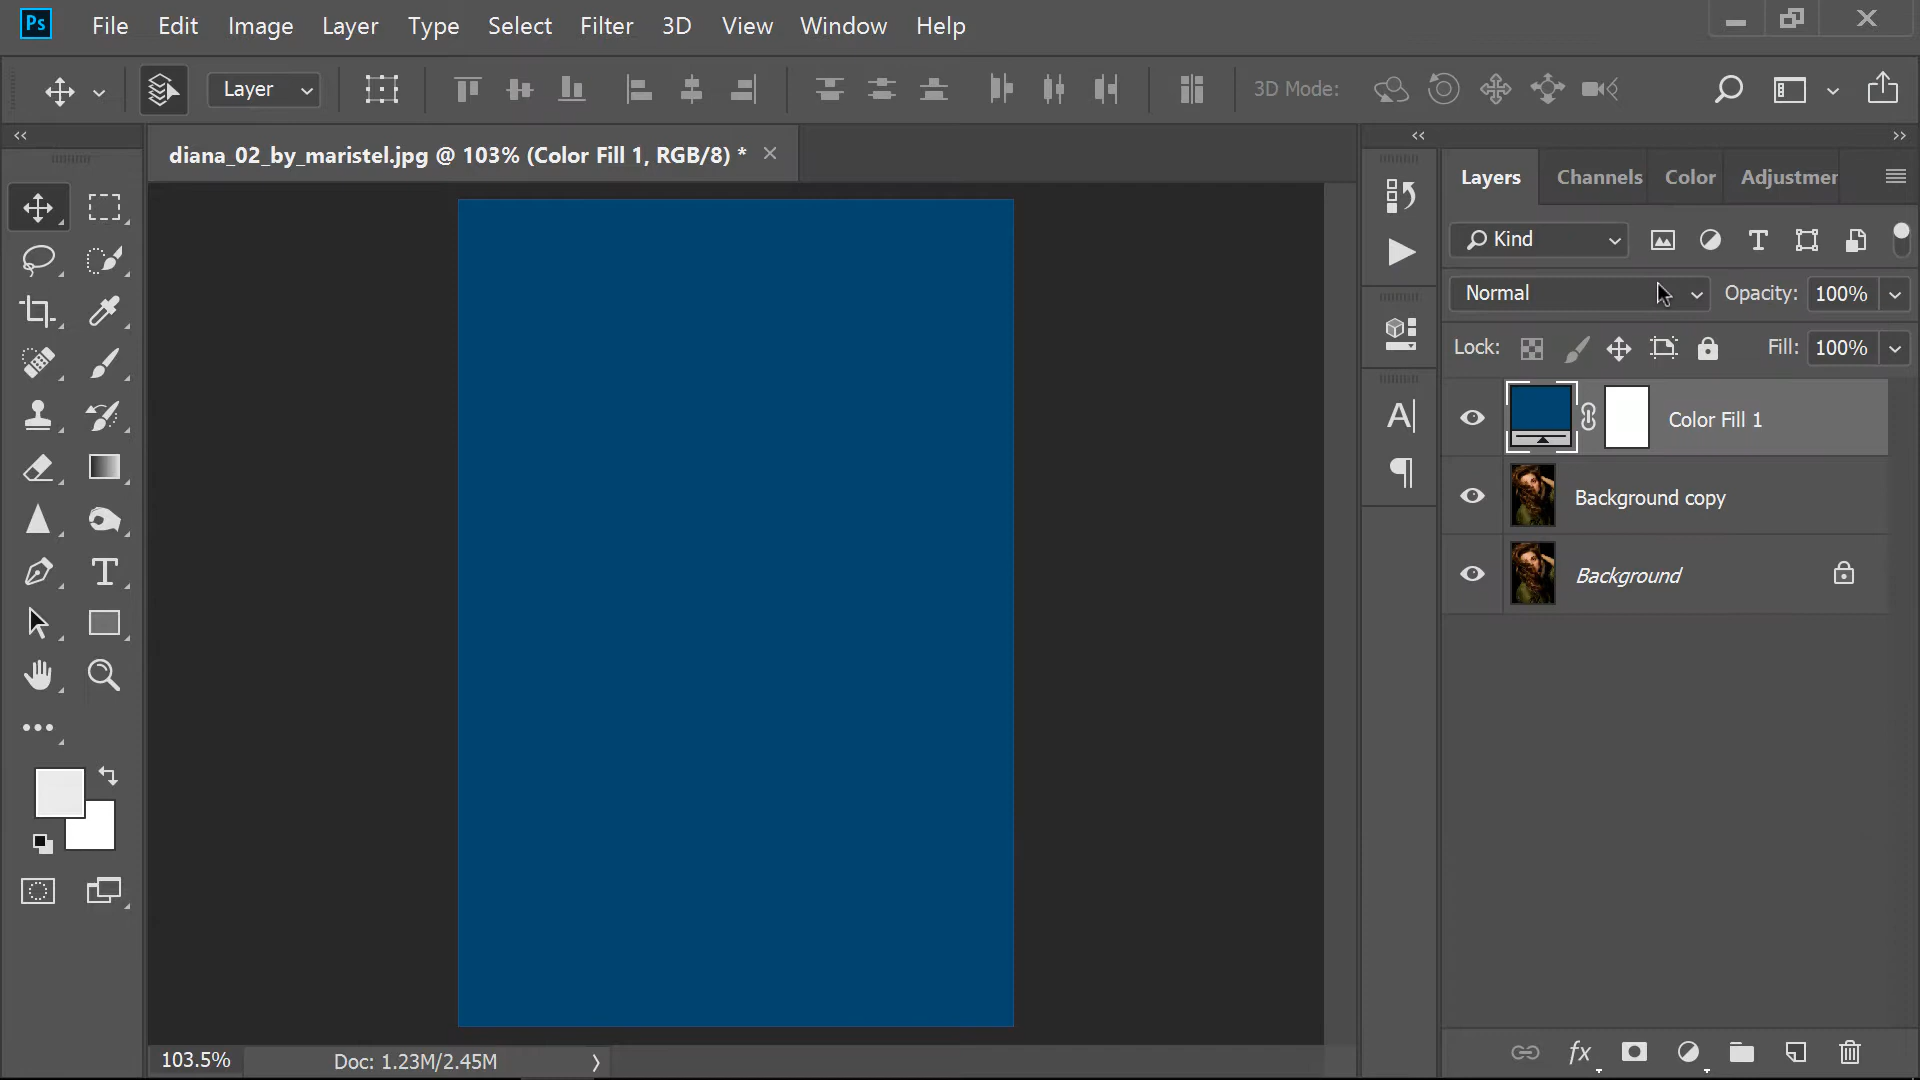 Ps File Edit Image Layer Type Select Filter 3D View Window Help
Layer 3D Mode:
diana_02_by_maristel.jpg @ 103% (Color Fill 1, RGB/8) *
Layers Channels Color Adjustmen
Kind
Normal Opacity: 100%
Lock: Fill: 100%
Color Fill 1
Background copy
Background
103.5% Doc: 1.23M/2.45M